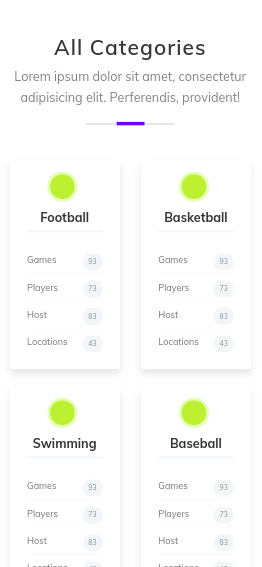 All Categories
Lorem ipsum dolor sit amet, consectetur
adipisicing elit. Perferendis, provident!
Football
Games 93
Players 73
Host 83
Locations 43
Basketball
Games 93
Players 73
Host 83
Locations 43
Swimming
Games 93
Players 73
Host 83
Baseball
Games 93
Players 73
Host 83